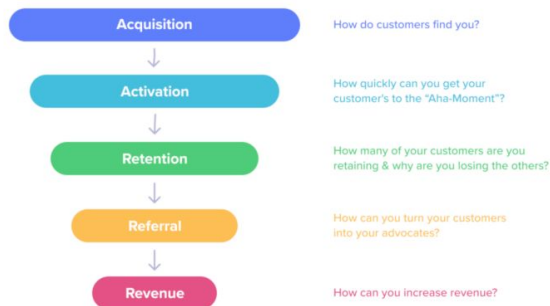 Acquisition
How do customers find you?
Activation
How quickly can you get your
customer's to the “Aha-Moment”?
Retention
How many of your customers are you
retaining & why are you losing the others?
Referral
How can you turn your customers
into your advocates?
Revenue
How can you increase revenue?